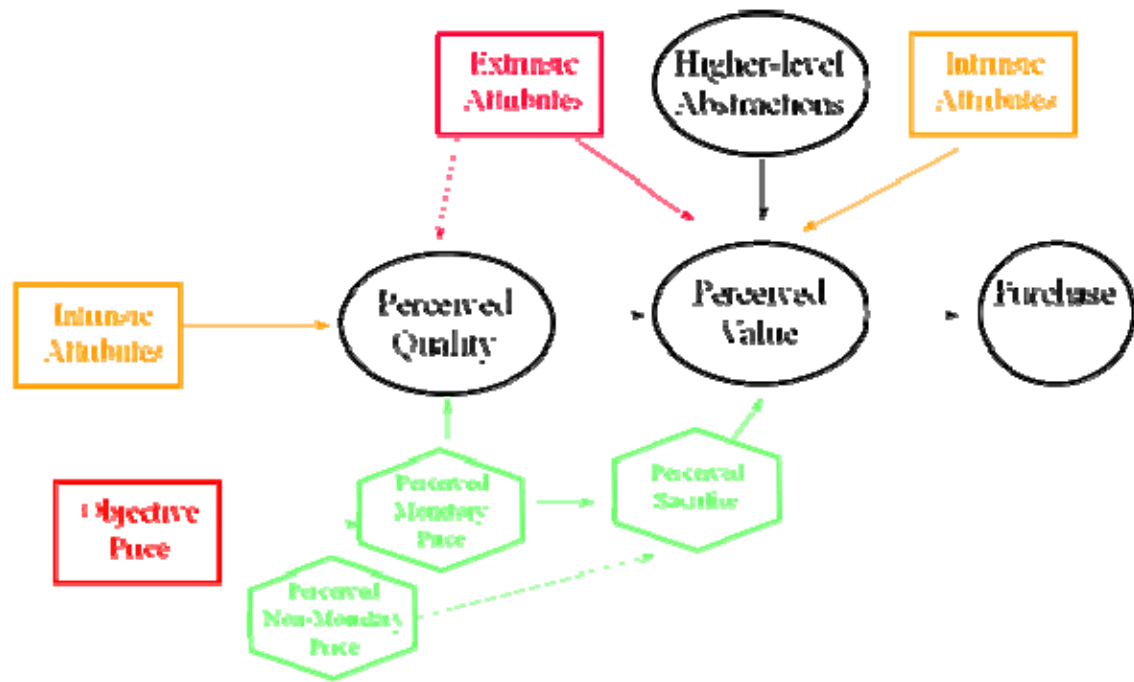 Extrinsic
Attributes
Higher-level
Abstractions
Intrinsic
Attributes
Intrinsic
Attributes
Perceived
Quality
Perceived
Value
Purchase
Objective
Price
Perceived
Monetary
Price
Perceived
Sacrifice
Perceived
Non-Monetary
Price